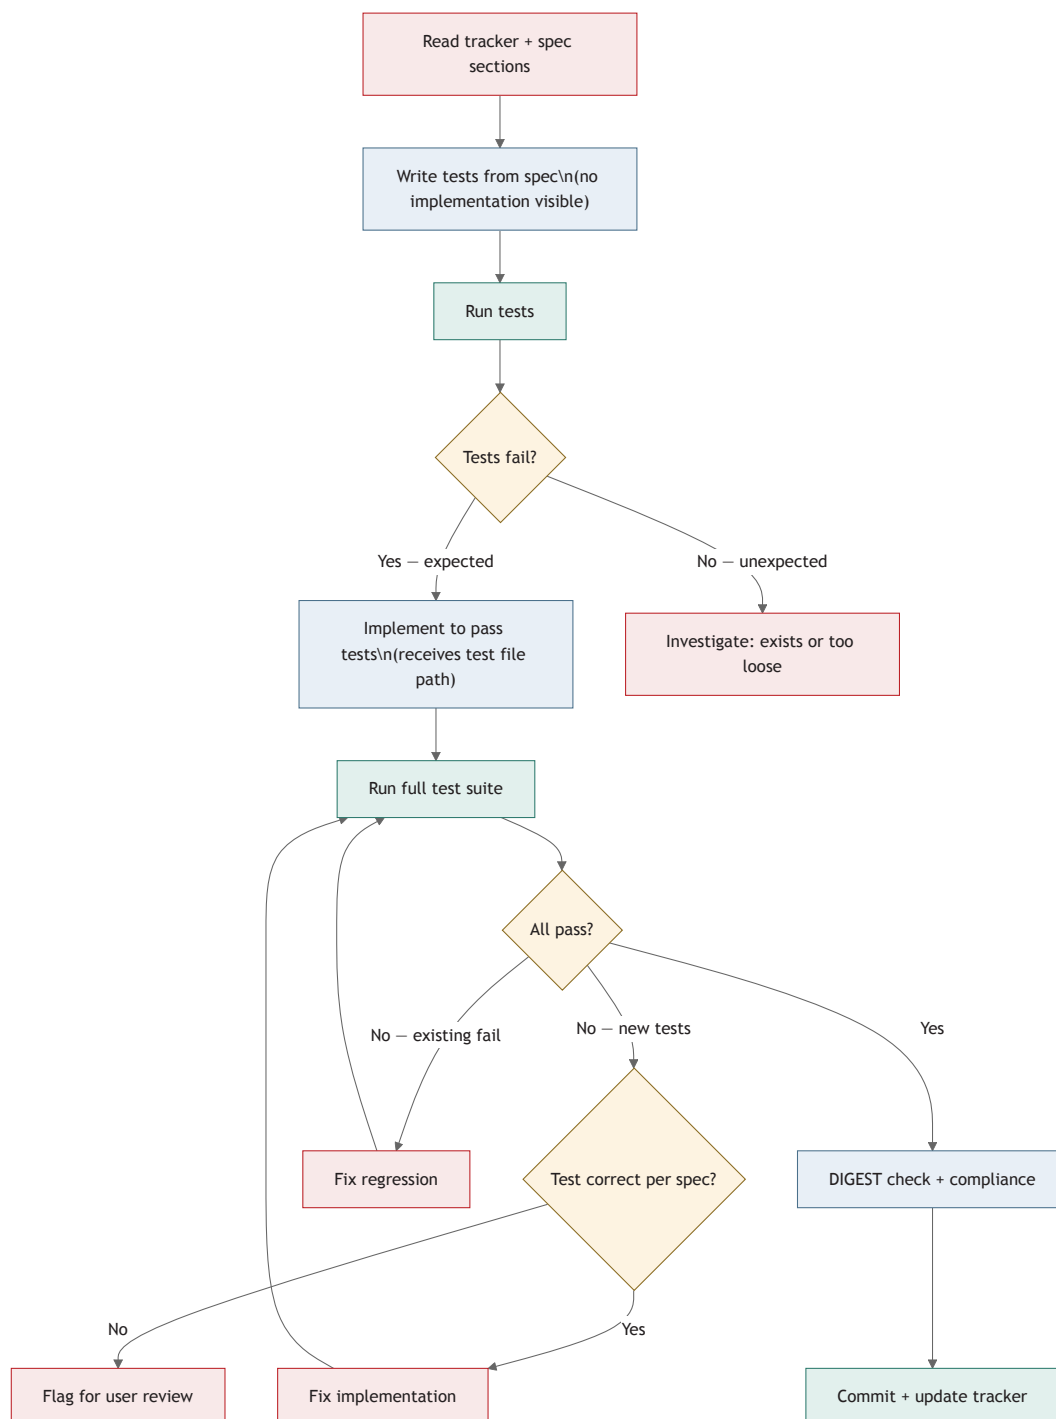 Read tracker + spec
sections
Write tests from spec\n(no
implementation visible)
Run tests
Tests fail?
Yes — expected
No — unexpected
Implement to pass
tests\n(receives test file
path)
Investigate: exists or too
loose
Run full test suite
All pass?
No — existing fail
No — new tests
Yes
Fix regression
Test correct per spec?
DIGEST check + compliance
No
Yes
Flag for user review
Fix implementation
Commit + update tracker